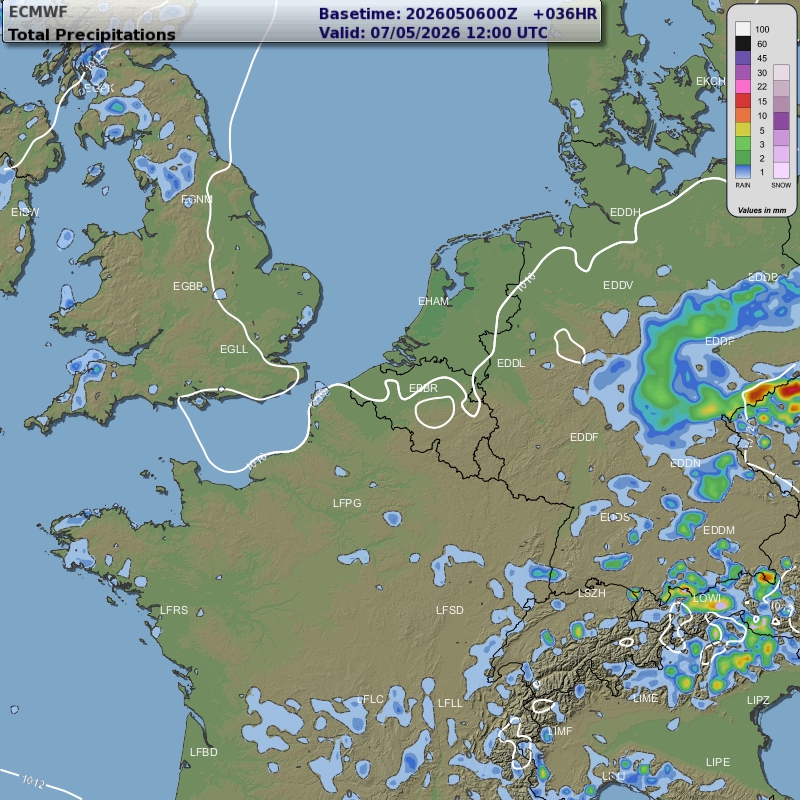 ECMWF
Basetime: 2026050600Z +036HR
Total Precipitations
Valid: 07/05/2026 12:00 UTC
100
60
45
30
22
15
10
5
3
2
1
RAIN
SNOW
Values in mm
EKCH
EGNM
EDDH
EGBB
EDDV
EHAM
EDDP
EGLL
EDDL
EBBR
EDDF
EDDN
LFPG
EDDS
EDDM
LSZH
LOWI
LFRS
LFSD
LFLC
LFLL
LIME
LIPZ
LIMF
LFBD
LIPE
1016
1016
1012